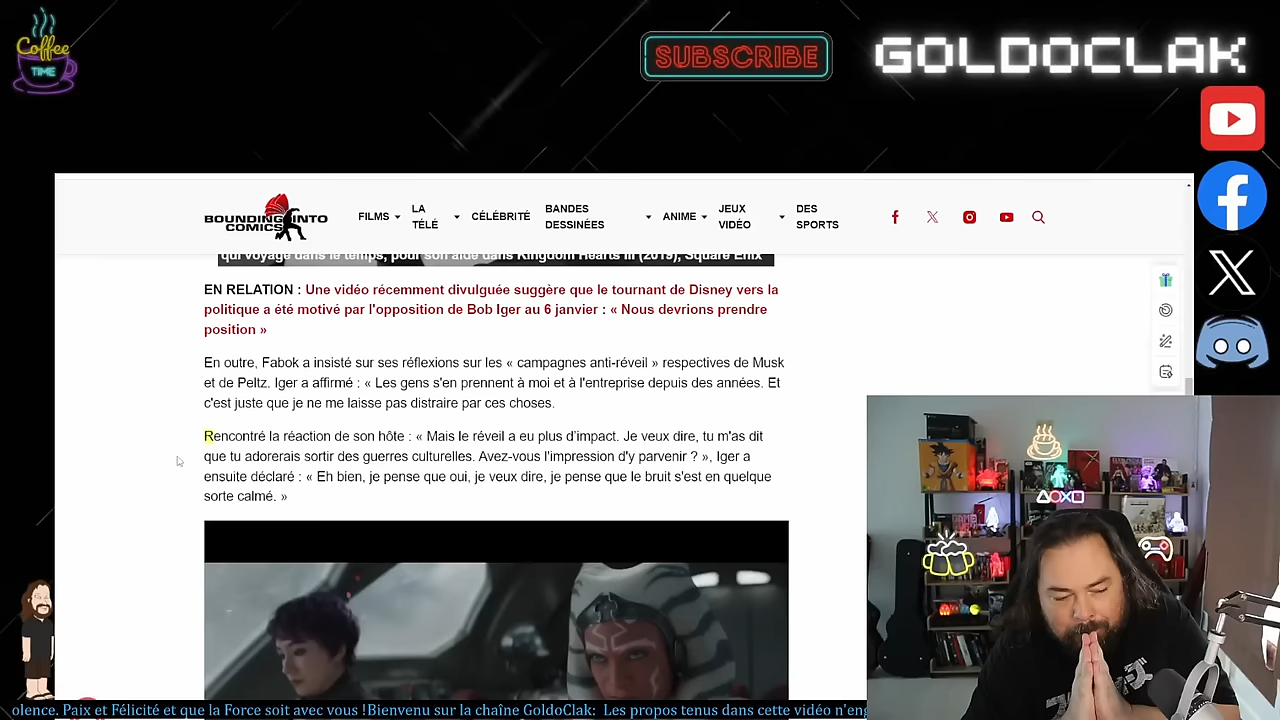 Coffee
TIME
SUBSCRIBE
GOLDOCLAK
BOUNDING INTO
COMICS
FILMS
LA
TÉLÉ
CÉLÉBRITÉ
BANDES
DESSINÉES
ANIME
JEUX
VIDÉO
DES
SPORTS
qui voyage dans le temps, pour son aide dans Kingdom Hearts III (2019), Square Enix
EN RELATION : Une vidéo récemment divulguée suggère que le tournant de Disney vers la
politique a été motivé par l'opposition de Bob Iger au 6 janvier : « Nous devrions prendre
position »
En outre, Fabok a insisté sur ses réflexions sur les « campagnes anti-réveil » respectives de Musk
et de Peltz. Iger a affirmé : « Les gens s'en prennent à moi et à l'entreprise depuis des années. Et
c'est juste que je ne me laisse pas distraire par ces choses.
Rencontré la réaction de son hôte : « Mais le réveil a eu plus d'impact. Je veux dire, tu m'as dit
que tu adorerais sortir des guerres culturelles. Avez-vous l'impression d'y parvenir ? », Iger a
ensuite déclaré : « Eh bien, je pense que oui, je veux dire, je pense que le bruit s'est en quelque
sorte calmé. »
olence. Paix et Félicité et que la Force soit avec vous !Bienvenu sur la chaîne GoldoClak: Les propos tenus dans cette vidéo n'eng